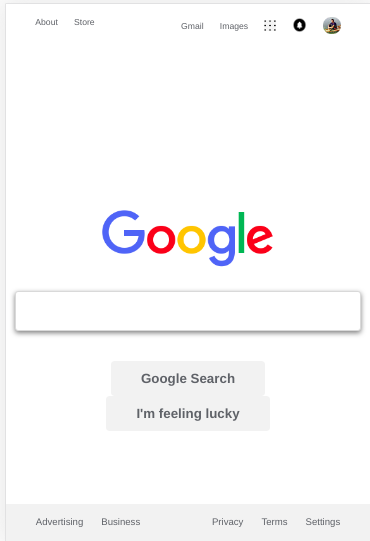 About Store Gmail Images
Google
Google Search
I'm feeling lucky
Advertising Business Privacy Terms Settings